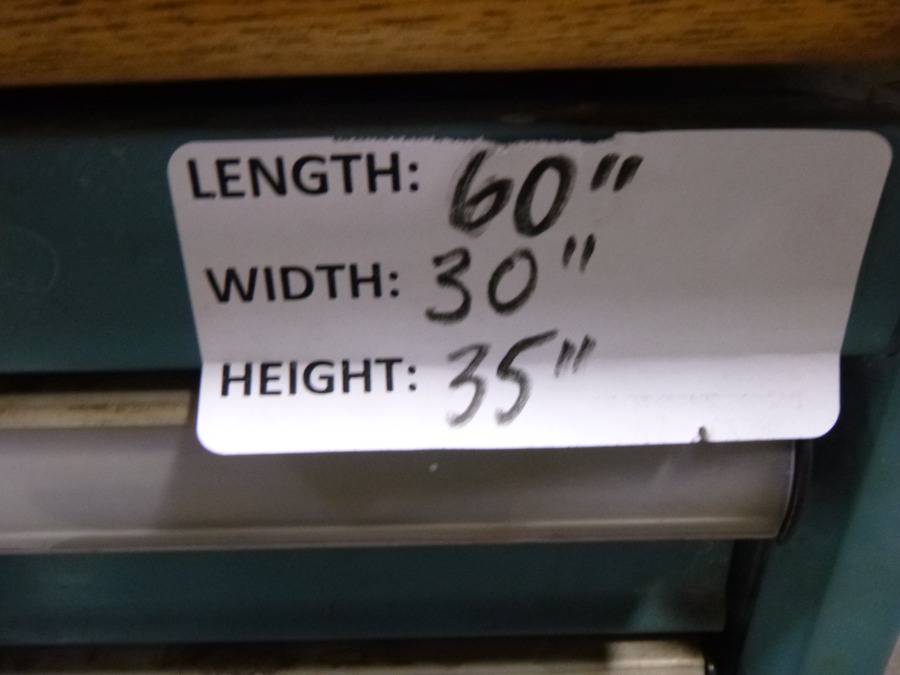 LENGTH: 60"
WIDTH: 30"
HEIGHT: 35"